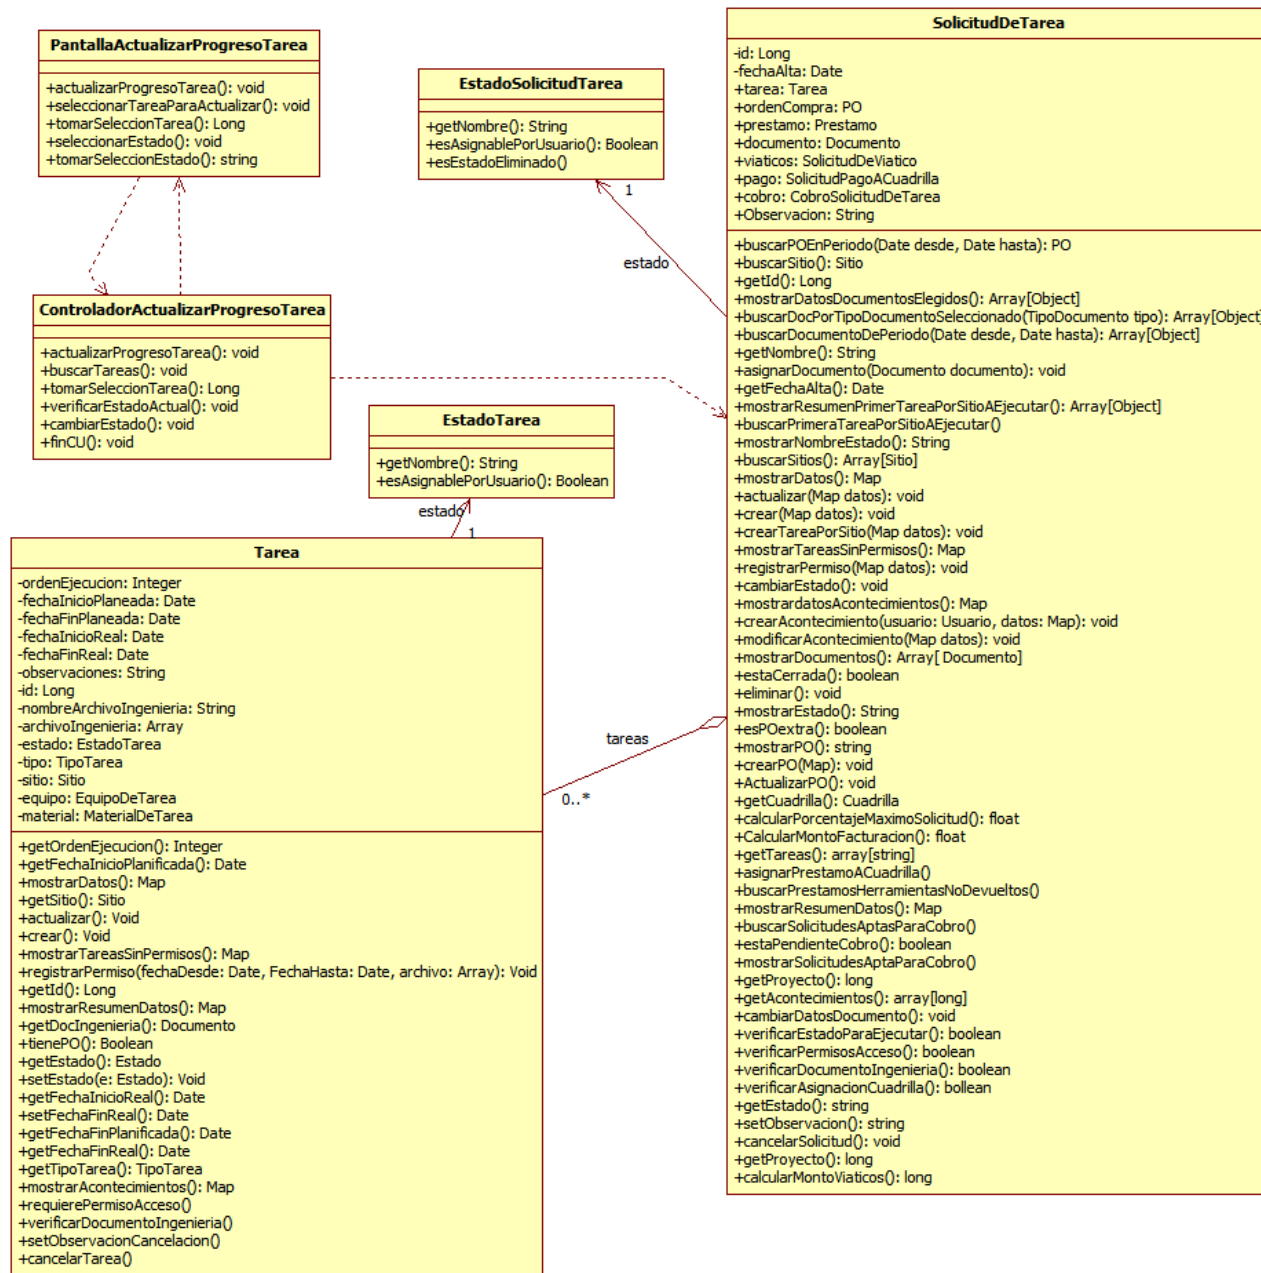 PantallaActualizarProgresoTarea
+actualizarProgresoTarea(): void
+seleccionarTareaParaActualizar(): void
+tomarSeleccionTarea(): Long
+seleccionarEstado(): void
+tomarSeleccionEstado(): string
EstadoSolicitudTarea
+getNombre(): String
+esAsignablePorUsuario(): Boolean
+esEstadoEliminado()
1
estado
ControladorActualizarProgresoTarea
+actualizarProgresoTarea(): void
+buscarTareas(): void
+tomarSeleccionTarea(): Long
+verificarEstadoActual(): void
+cambiarEstado(): void
+finCU(): void
EstadoTarea
+getNombre(): String
+esAsignablePorUsuario(): Boolean
estado
1
Tarea
-ordenEjecucion: Integer
-fechaInicioPlaneada: Date
-fechaFinPlaneada: Date
-fechaInicioReal: Date
-fechaFinReal: Date
-observaciones: String
-id: Long
-nombreArchivoIngenieria: String
-archivoIngenieria: Array
-estado: EstadoTarea
-tipo: TipoTarea
-sitio: Sitio
-equipo: EquipoDeTarea
-material: MaterialDeTarea
+getOrdenEjecucion(): Integer
+getFechaInicioPlanificada(): Date
+mostrarDatos(): Map
+getSitio(): Sitio
+actualizar(): Void
+crear(): Void
+mostrarTareasSinPermisos(): Map
+registrarPermiso(fechaDesde: Date, FechaHasta: Date, archivo: Array): Void
+getId(): Long
+mostrarResumenDatos(): Map
+getDocIngenieria(): Documento
+tienePO(): Boolean
+getEstado(): Estado
+setEstado(e: Estado): Void
+getFechaInicioReal(): Date
+setFechaFinReal(): Date
+getFechaFinPlanificada(): Date
+getFechaFinReal(): Date
+getTipoTarea(): TipoTarea
+mostrarAcontecimientos(): Map
+requierePermisoAcceso()
+verificarDocumentoIngenieria()
+setObservacionCancelacion()
+cancelarTarea()
tareas
0..*
SolicitudDeTarea
-id: Long
-fechaAlta: Date
+tarea: Tarea
+ordenCompra: PO
+prestamo: Prestamo
+documento: Documento
+viaticos: SolicitudDeViatico
+pago: SolicitudPagoACuadrilla
+cobro: CobroSolicitudDeTarea
+Observacion: String
+buscarPOEnPeriodo(Date desde, Date hasta): PO
+buscarSitio(): Sitio
+getId(): Long
+mostrarDatosDocumentosElegidos(): Array[Object]
+buscarDocPorTipoDocumentoSeleccionado(TipoDocumento tipo): Array[Object]
+buscarDocumentoDePeriodo(Date desde, Date hasta): Array[Object]
+getNombre(): String
+asignarDocumento(Documento documento): void
+getFechaAlta(): Date
+mostrarResumenPrimerTareaPorSitioAEjecutar(): Array[Object]
+buscarPrimeraTareaPorSitioAEjecutar()
+mostrarNombreEstado(): String
+buscarSitios(): Array[Sitio]
+mostrarDatos(): Map
+actualizar(Map datos): void
+crear(Map datos): void
+crearTareaPorSitio(Map datos): void
+mostrarTareasSinPermisos(): Map
+registrarPermiso(Map datos): void
+cambiarEstado(): void
+mostrardatosAcontecimientos(): Map
+crearAcontecimiento(usuario: Usuario, datos: Map): void
+modificarAcontecimiento(Map datos): void
+mostrarDocumentos(): Array[ Documento]
+estaCerrada(): boolean
+eliminar(): void
+mostrarEstado(): String
+esPOextra(): boolean
+mostrarPO(): string
+crearPO(Map): void
+ActualizarPO(): void
+getCuadrilla(): Cuadrilla
+calcularPorcentajeMaximoSolicitud(): float
+CalcularMontoFacturacion(): float
+getTareas(): array[string]
+asignarPrestamoACuadrilla()
+buscarPrestamosHerramientasNoDevueltos()
+mostrarResumenDatos(): Map
+buscarSolicitudesAptasParaCobro()
+estaPendienteCobro(): boolean
+mostrarSolicitudesAptaParaCobro()
+getProyecto(): long
+getAcontecimientos(): array[long]
+cambiarDatosDocumento(): void
+verificarEstadoParaEjecutar(): boolean
+verificarPermisosAcceso(): boolean
+verificarDocumentoIngenieria(): boolean
+verificarAsignacionCuadrilla(): bollean
+getEstado(): string
+setObservacion(): string
+cancelarSolicitud(): void
+getProyecto(): long
+calcularMontoViaticos(): long